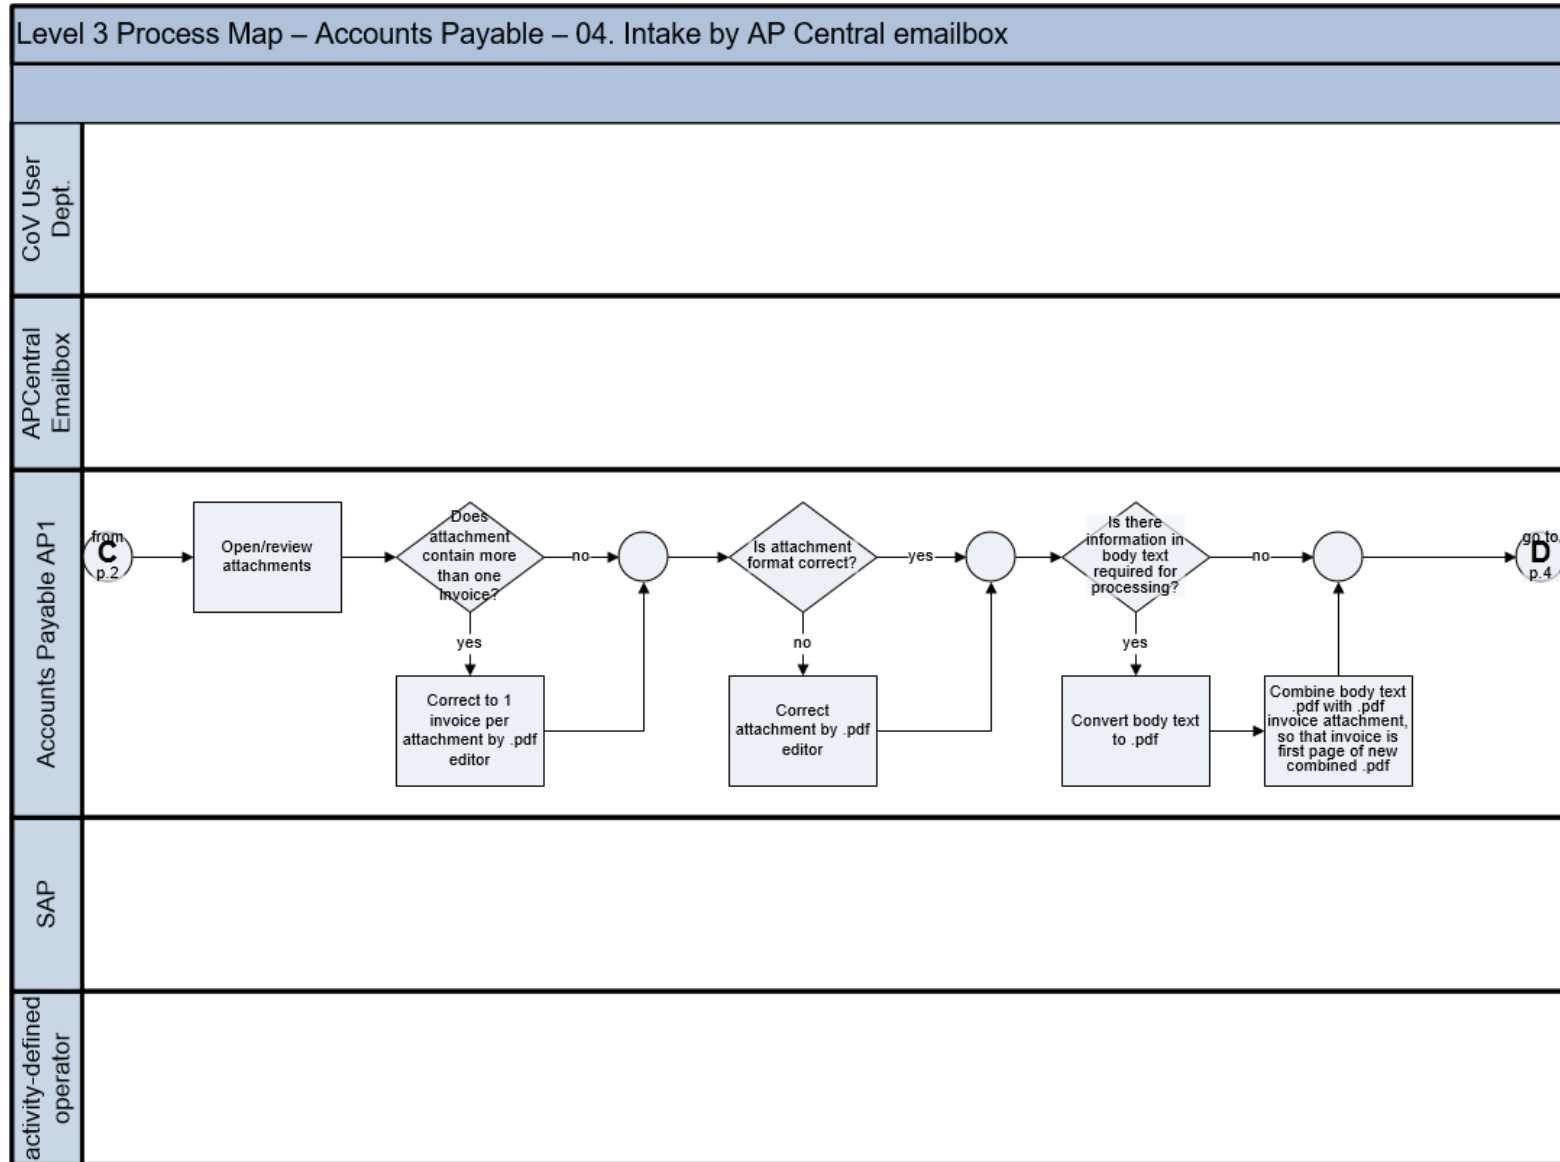 Level 3 Process Map – Accounts Payable – 04. Intake by AP Central emailbox
CoV User
Dept.
APCentral
Emailbox
Accounts Payable AP1
from
C
p.2
Open/review
attachments
Does
attachment
contain more
than one
invoice?
no
yes
Correct to 1
invoice per
attachment by .pdf
editor
Is attachment
format correct?
yes
no
Correct
attachment by .pdf
editor
Is there
information in
body text
required for
processing?
no
yes
Convert body text
to .pdf
Combine body text
.pdf with .pdf
invoice attachment,
so that invoice is
first page of new
combined .pdf
go to
D
p.4
SAP
activity-defined
operator